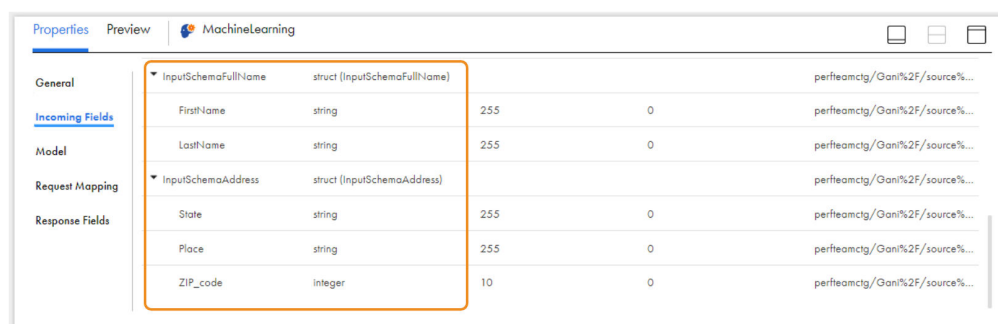 Properties Preview MachineLearning
General
Incoming Fields
Model
Request Mapping
Response Fields
InputSchemaFullName struct (InputSchemaFullName) perfteamctg/Gani%2F/source%...
FirstName string 255 0 perfteamctg/Gani%2F/source%...
LastName string 255 0 perfteamctg/Gani%2F/source%...
InputSchemaAddress struct (InputSchemaAddress) perfteamctg/Gani%2F/source%...
State string 255 0 perfteamctg/Gani%2F/source%...
Place string 255 0 perfteamctg/Gani%2F/source%...
ZIP_code integer 10 0 perfteamctg/Gani%2F/source%...